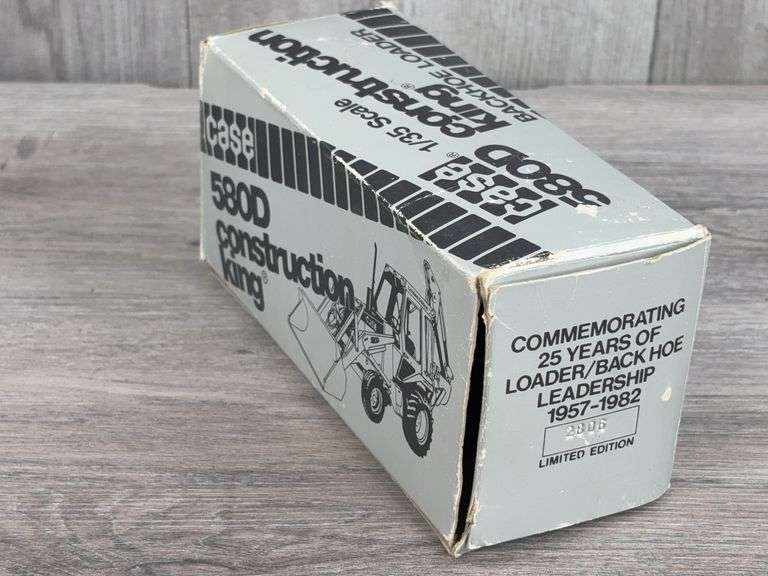 case
580D
construction
king®
case®
580D
construction
king®
BACKHOE LOADER
1/35 Scale
COMMEMORATING
25 YEARS OF
LOADER/BACK HOE
LEADERSHIP
1957-1982
2806
LIMITED EDITION